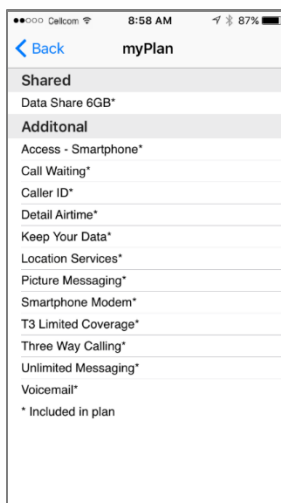 Cellcom 8:58 AM 87%
Back myPlan
Shared
Data Share 6GB*
Additonal
Access - Smartphone*
Call Waiting*
Caller ID*
Detail Airtime*
Keep Your Data*
Location Services*
Picture Messaging*
Smartphone Modem*
T3 Limited Coverage*
Three Way Calling*
Unlimited Messaging*
Voicemail*
* Included in plan